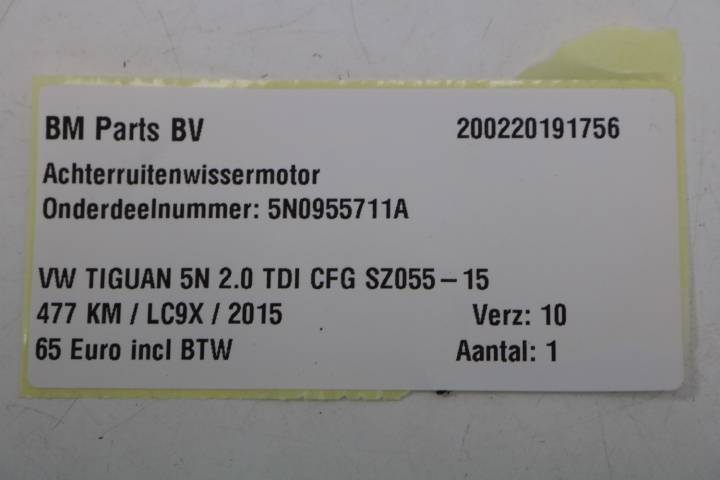 BM Parts BV 200220191756
Achterruitenwissermotor
Onderdeelnummer: 5N0955711A
VW TIGUAN 5N 2.0 TDI CFG SZ055-15
477 KM / LC9X / 2015 Verz: 10
65 Euro incl BTW Aantal: 1